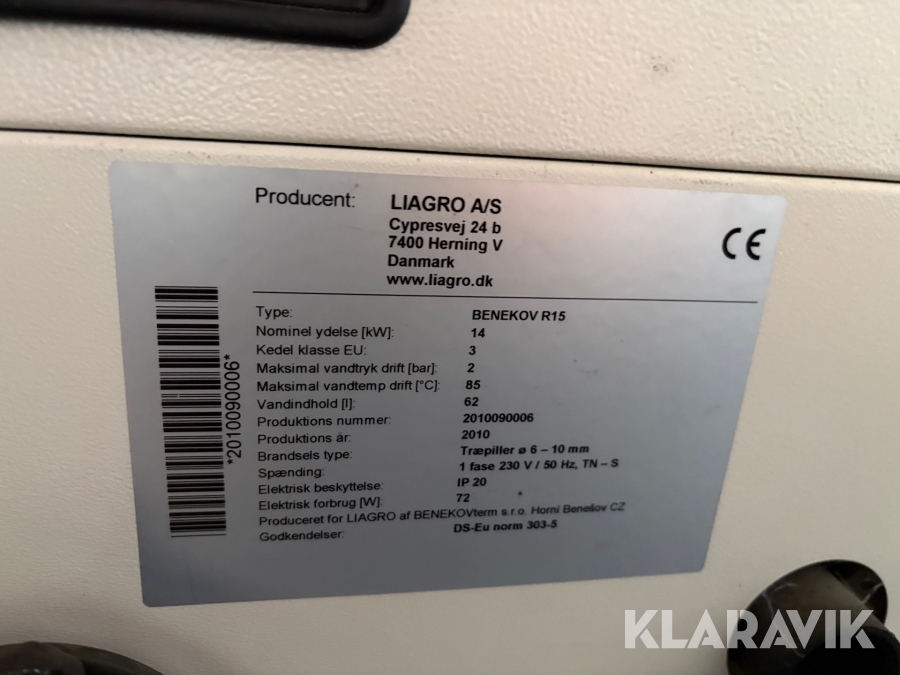 Producent: LIAGRO A/S
Cypresvej 24 b
7400 Herning V
Danmark
www.liagro.dk
CE
Type: BENEKOV R15
Nominel ydelse [kW]: 14
Kedel klasse EU: 3
Maksimal vandtryk drift [bar]: 2
Maksimal vandtemp drift [°C]: 85
Vandindhold [l]: 62
Produktions nummer: 2010090006
Produktions år: 2010
Brandsels type: Træpiller ø 6 – 10 mm
Spænding: 1 fase 230 V / 50 Hz, TN – S
Elektrisk beskyttelse: IP 20
Elektrisk forbrug [W]: 72
Produceret for LIAGRO af BENEKOVterm s.r.o. Horni Benešov CZ
Godkendelser: DS-Eu norm 303-5
*2010090006*
KLARAVIK